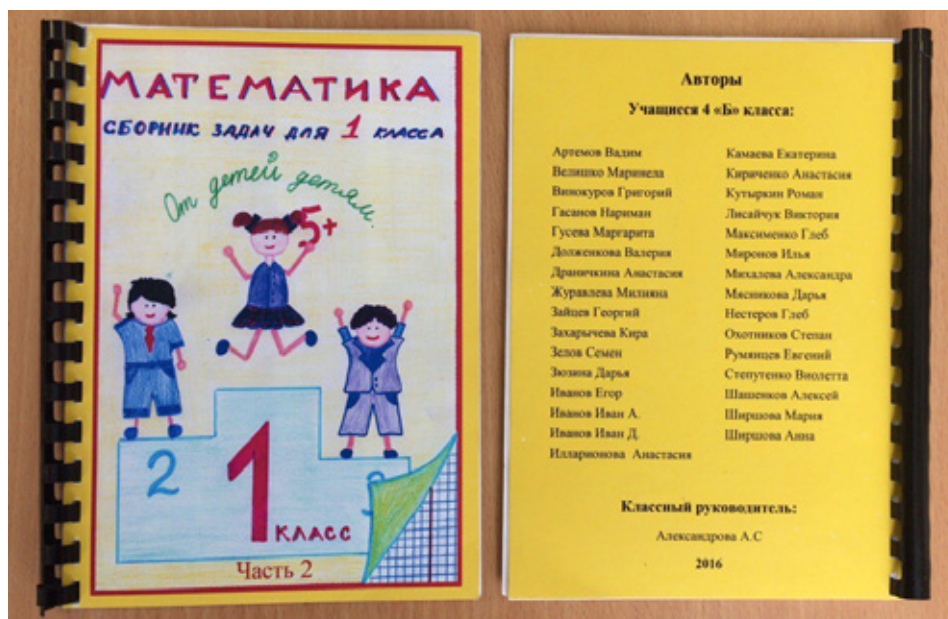 МАТЕМАТИКА
СБОРНИК ЗАДАЧ ДЛЯ 1 КЛАССА
От детей детям
5+
2
1
КЛАСС
3
Часть 2
Авторы
Учащиеся 4 «Б» класса:
Артемов Вадим
Велишко Маринела
Винокуров Григорий
Гасанов Нариман
Гусева Маргарита
Долженкова Валерия
Драничкина Анастасия
Журавлева Милияна
Зайцев Георгий
Захарычева Кира
Зелов Семен
Зюзина Дарья
Иванов Егор
Иванов Иван А.
Иванов Иван Д.
Илларионова Анастасия
Камаева Екатерина
Кириченко Анастасия
Кутыркин Роман
Лисайчук Виктория
Максименко Глеб
Миронов Илья
Михалева Александра
Мясникова Дарья
Нестеров Глеб
Охотников Степан
Румянцев Евгений
Степутенко Виолетта
Шашенков Алексей
Ширшова Мария
Ширшова Анна
Классный руководитель:
Александрова А.С
2016